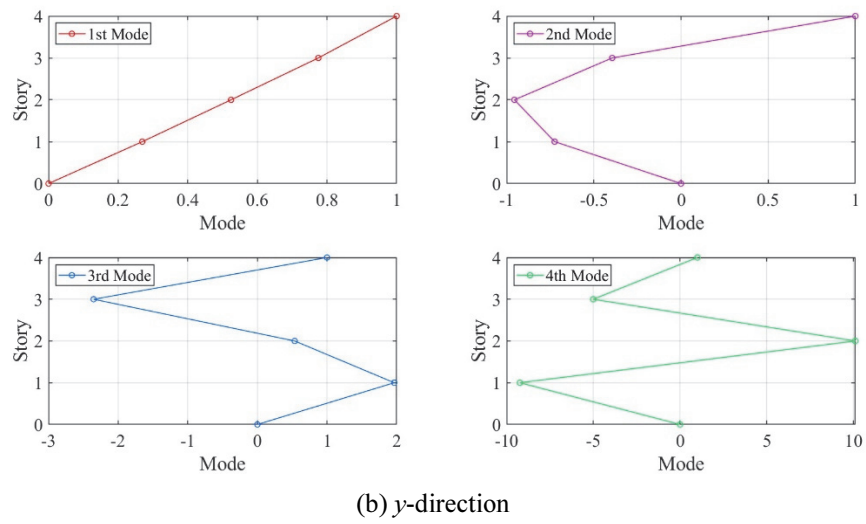 1st Mode
Story
4
3
2
1
0
0 0.2 0.4 0.6 0.8 1
Mode
2nd Mode
Story
4
3
2
1
0
-1 -0.5 0 0.5 1
Mode
3rd Mode
Story
4
3
2
1
0
-3 -2 -1 0 1 2
Mode
4th Mode
Story
4
3
2
1
0
-10 -5 0 5 10
Mode
(b) y-direction